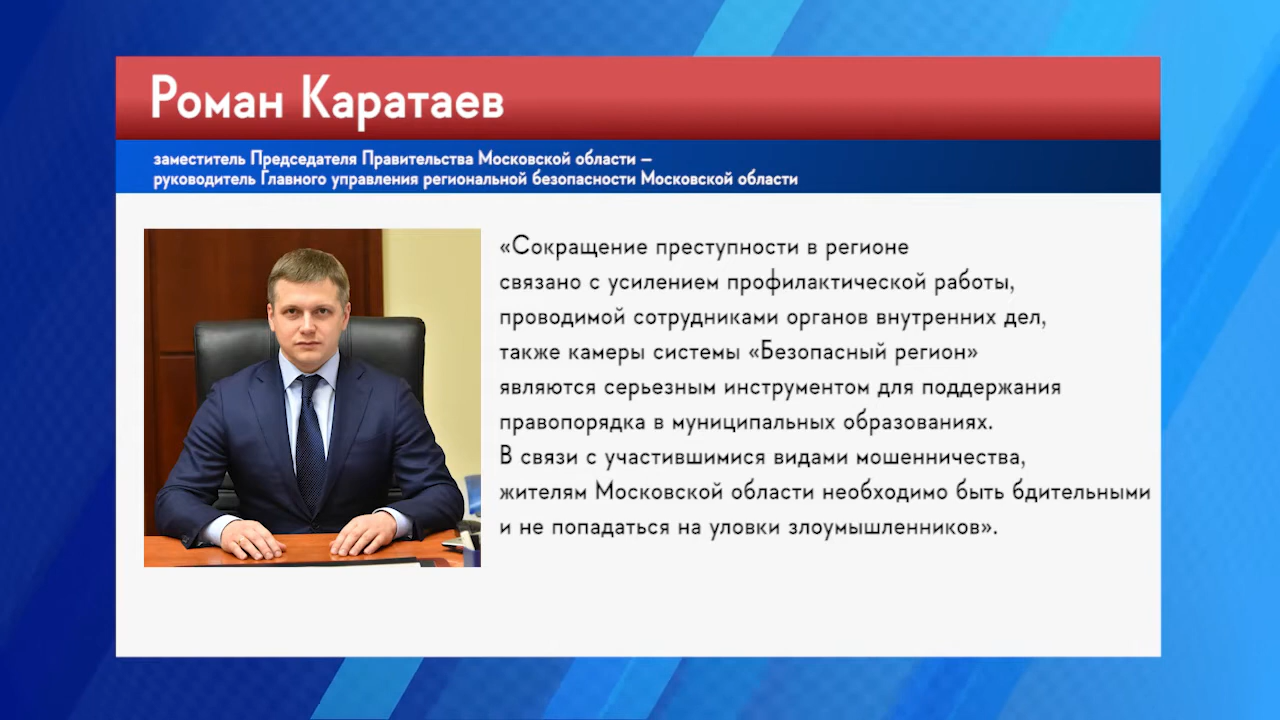 Роман Каратаев
заместитель Председателя Правительства Московской области –
руководитель Главного управления региональной безопасности Московской области
«Сокращение преступности в регионе
связано с усилением профилактической работы,
проводимой сотрудниками органов внутренних дел,
также камеры системы «Безопасный регион»
являются серьезным инструментом для поддержания
правопорядка в муниципальных образованиях.
В связи с участившимися видами мошенничества,
жителям Московской области необходимо быть бдительными
и не попадаться на уловки злоумышленников».